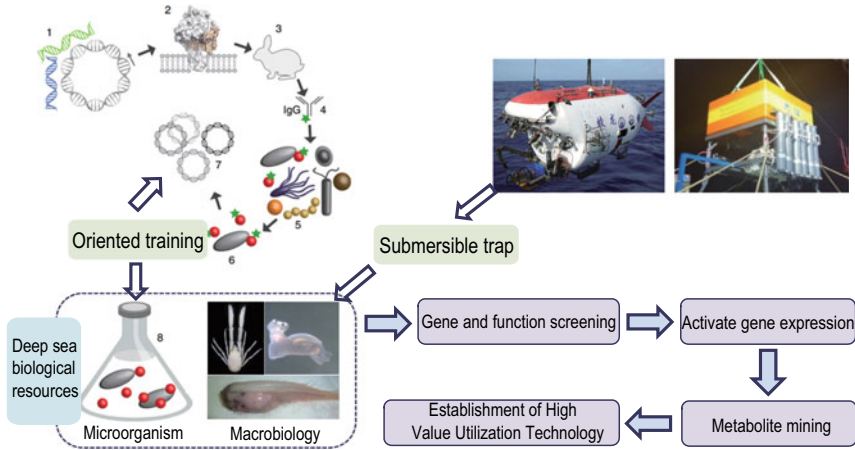 1
2
3
IgG
4
5
6
7
Oriented training
Submersible trap
8
Deep sea
biological
resources
Microorganism
Macrobiology
Gene and function screening
Activate gene expression
Metabolite mining
Establishment of High
Value Utilization Technology